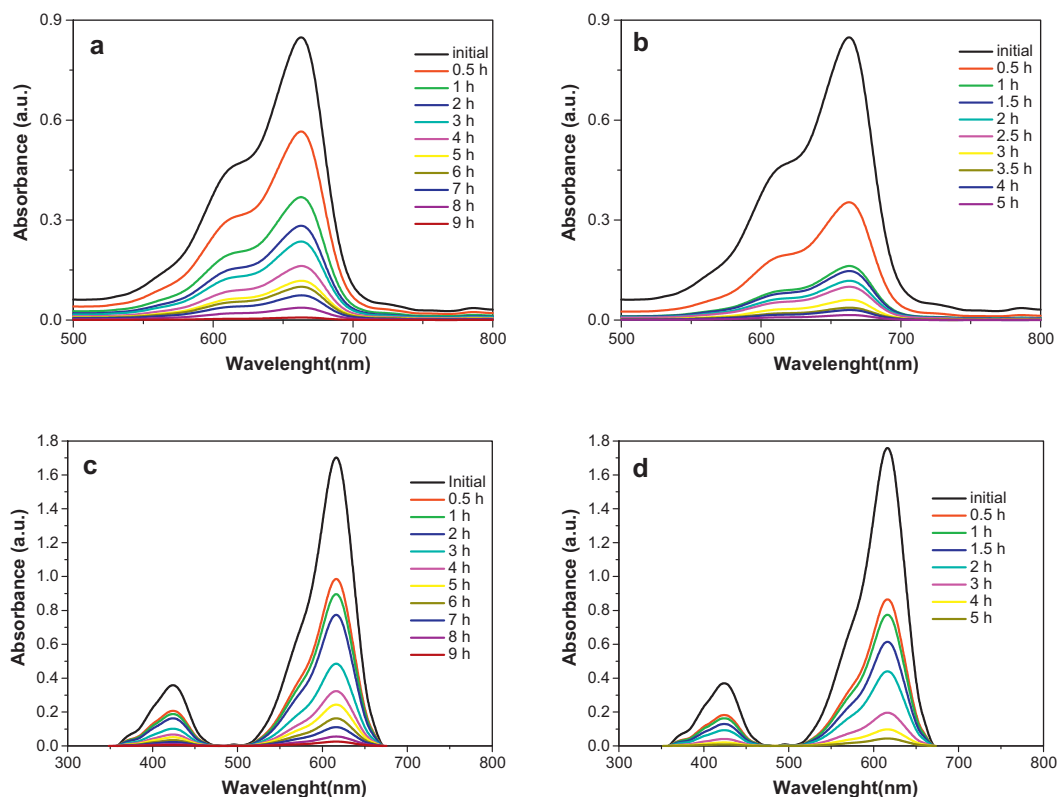 a
Absorbance (a.u.)
0.9
0.6
0.3
0.0
500
600
700
800
Wavelenght(nm)
initial
0.5 h
1 h
2 h
3 h
4 h
5 h
6 h
7 h
8 h
9 h
b
Absorbance (a.u.)
0.9
0.6
0.3
0.0
500
600
700
800
Wavelenght(nm)
initial
0.5 h
1 h
1.5 h
2 h
2.5 h
3 h
3.5 h
4 h
5 h
c
Absorbance (a.u.)
1.8
1.6
1.4
1.2
1.0
0.8
0.6
0.4
0.2
0.0
300
400
500
600
700
800
Wavelenght(nm)
Initial
0.5 h
1 h
2 h
3 h
4 h
5 h
6 h
7 h
8 h
9 h
d
Absorbance (a.u.)
1.8
1.6
1.4
1.2
1.0
0.8
0.6
0.4
0.2
0.0
300
400
500
600
700
800
Wavelenght(nm)
initial
0.5 h
1 h
1.5 h
2 h
3 h
4 h
5 h